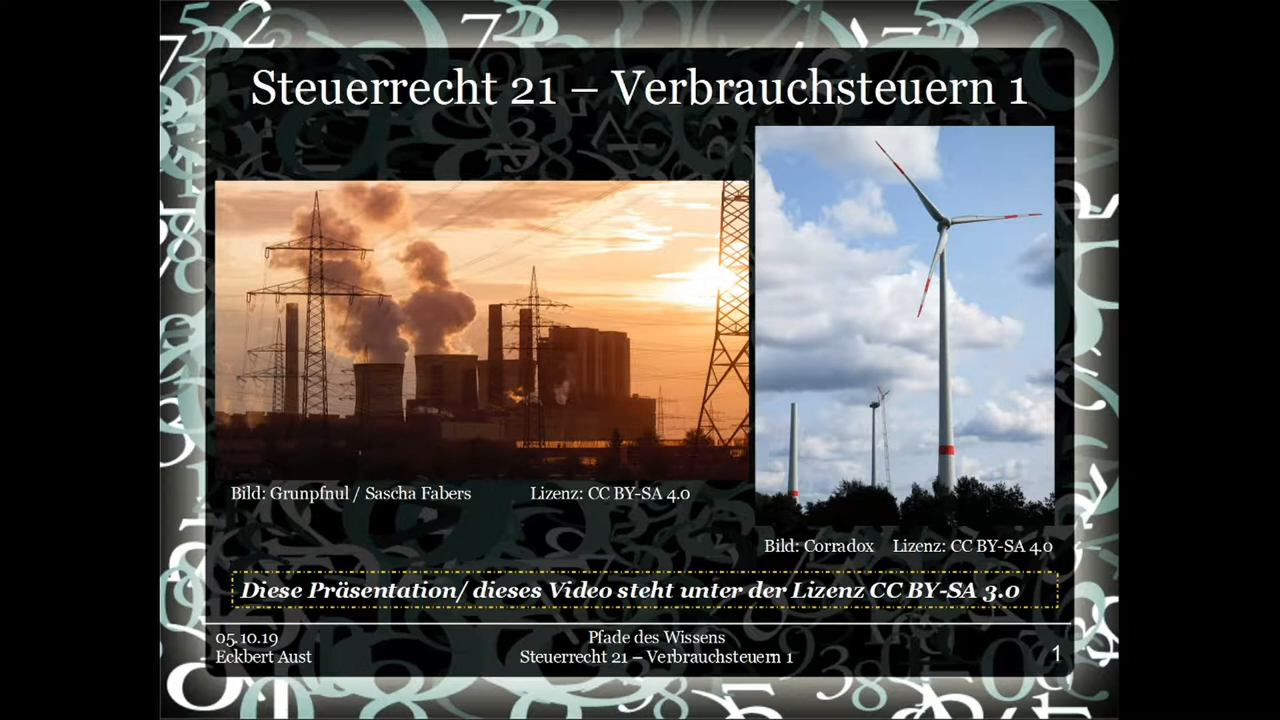 Steuerrecht 21 – Verbrauchsteuern 1
Bild: Grunpfnul / Sascha Fabers Lizenz: CC BY-SA 4.0
Bild: Corradox Lizenz: CC BY-SA 4.0
Diese Präsentation/ dieses Video steht unter der Lizenz CC BY-SA 3.0
05.10.19 Pfade des Wissens
Eckbert Aust Steuerrecht 21 – Verbrauchsteuern 1 1